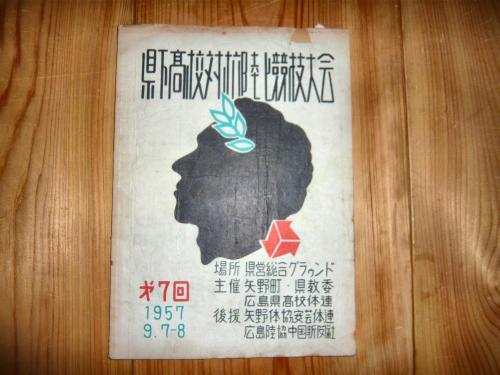 県下髙校対抗陸上競技大会
場所 県営総合グラウンド
主催 矢野町・県教委
広島県高校体連
後援 矢野体協安芸体連
広島陸協中国新聞社
才7回
1957
9.7-8